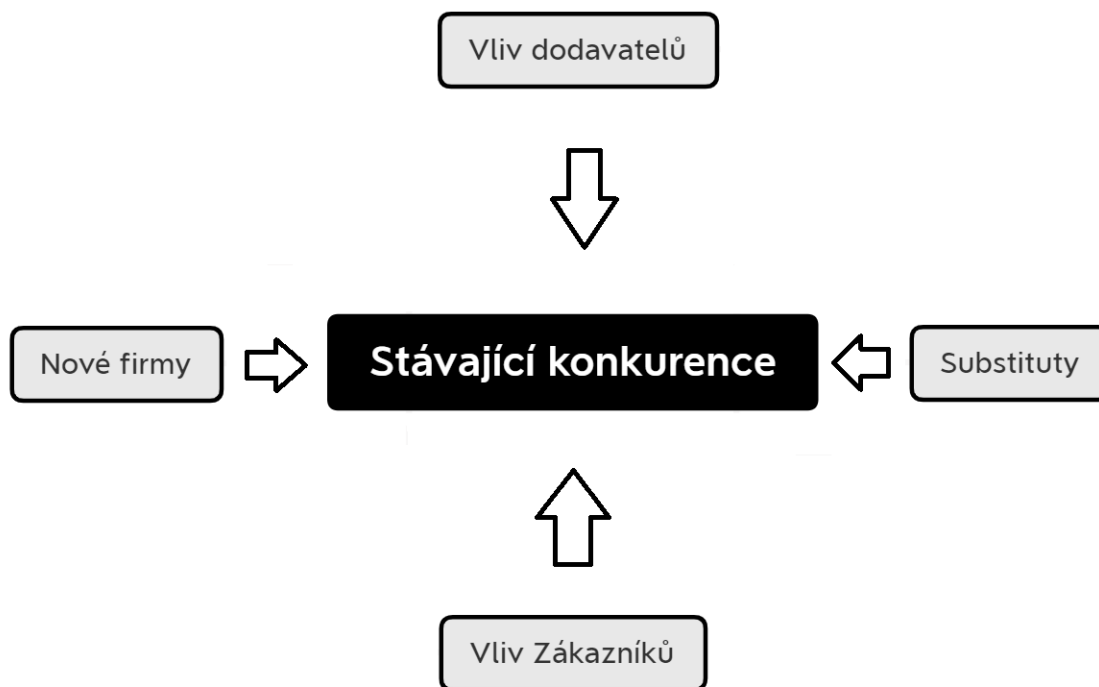 Vliv dodavatelů
Nové firmy
Stávající konkurence
Substituty
Vliv Zákazníků